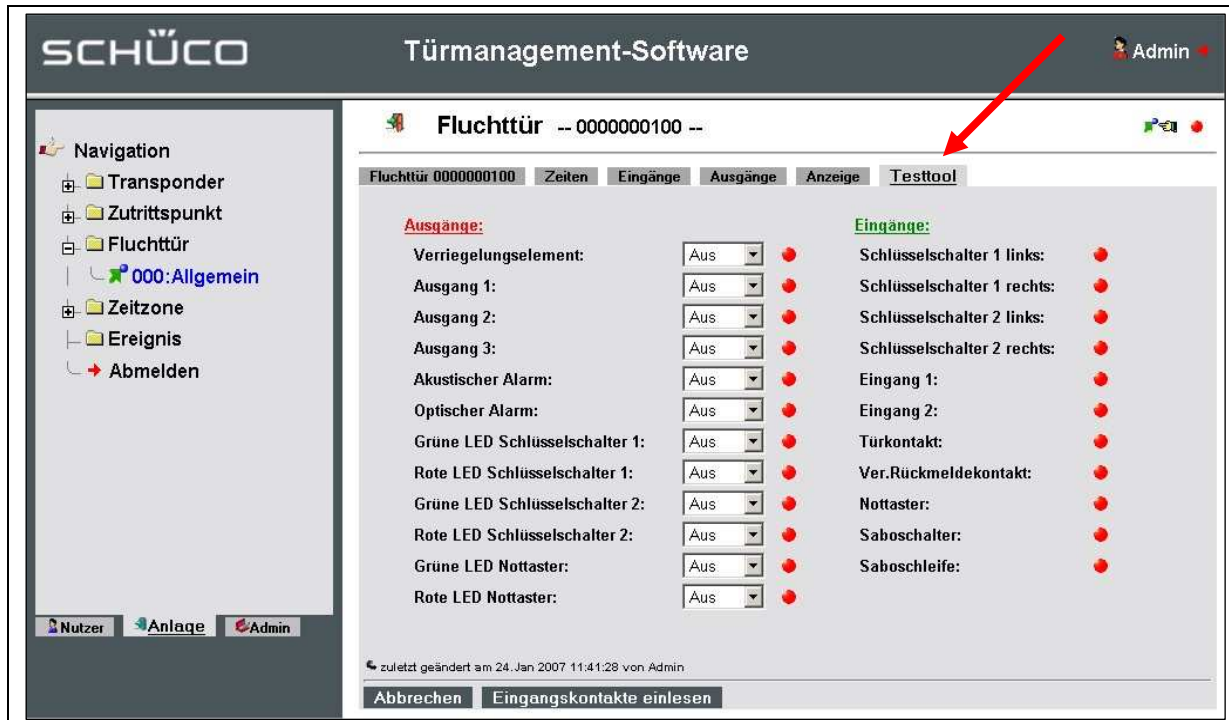 SCHÜCO
Türmanagement-Software
Admin
Navigation
Transponder
Zutrittspunkt
Fluchttür
000:Allgemein
Zeitzone
Ereignis
Abmelden
Nutzer Anlage Admin
Fluchttür -- 0000000100 --
Fluchttür 0000000100 Zeiten Eingänge Ausgänge Anzeige Testtool
Ausgänge: Eingänge:
Verriegelungselement: Aus Schlüsselschalter 1 links:
Ausgang 1: Aus Schlüsselschalter 1 rechts:
Ausgang 2: Aus Schlüsselschalter 2 links:
Ausgang 3: Aus Schlüsselschalter 2 rechts:
Akustischer Alarm: Aus Eingang 1:
Optischer Alarm: Aus Eingang 2:
Grüne LED Schlüsselschalter 1: Aus Türkontakt:
Rote LED Schlüsselschalter 1: Aus Ver.Rückmeldekontakt:
Grüne LED Schlüsselschalter 2: Aus Nottaster:
Rote LED Schlüsselschalter 2: Aus Saboschalter:
Grüne LED Nottaster: Aus Saboschleife:
Rote LED Nottaster: Aus
zuletzt geändert am 24.Jan 2007 11:41:28 von Admin
Abbrechen Eingangskontakte einlesen